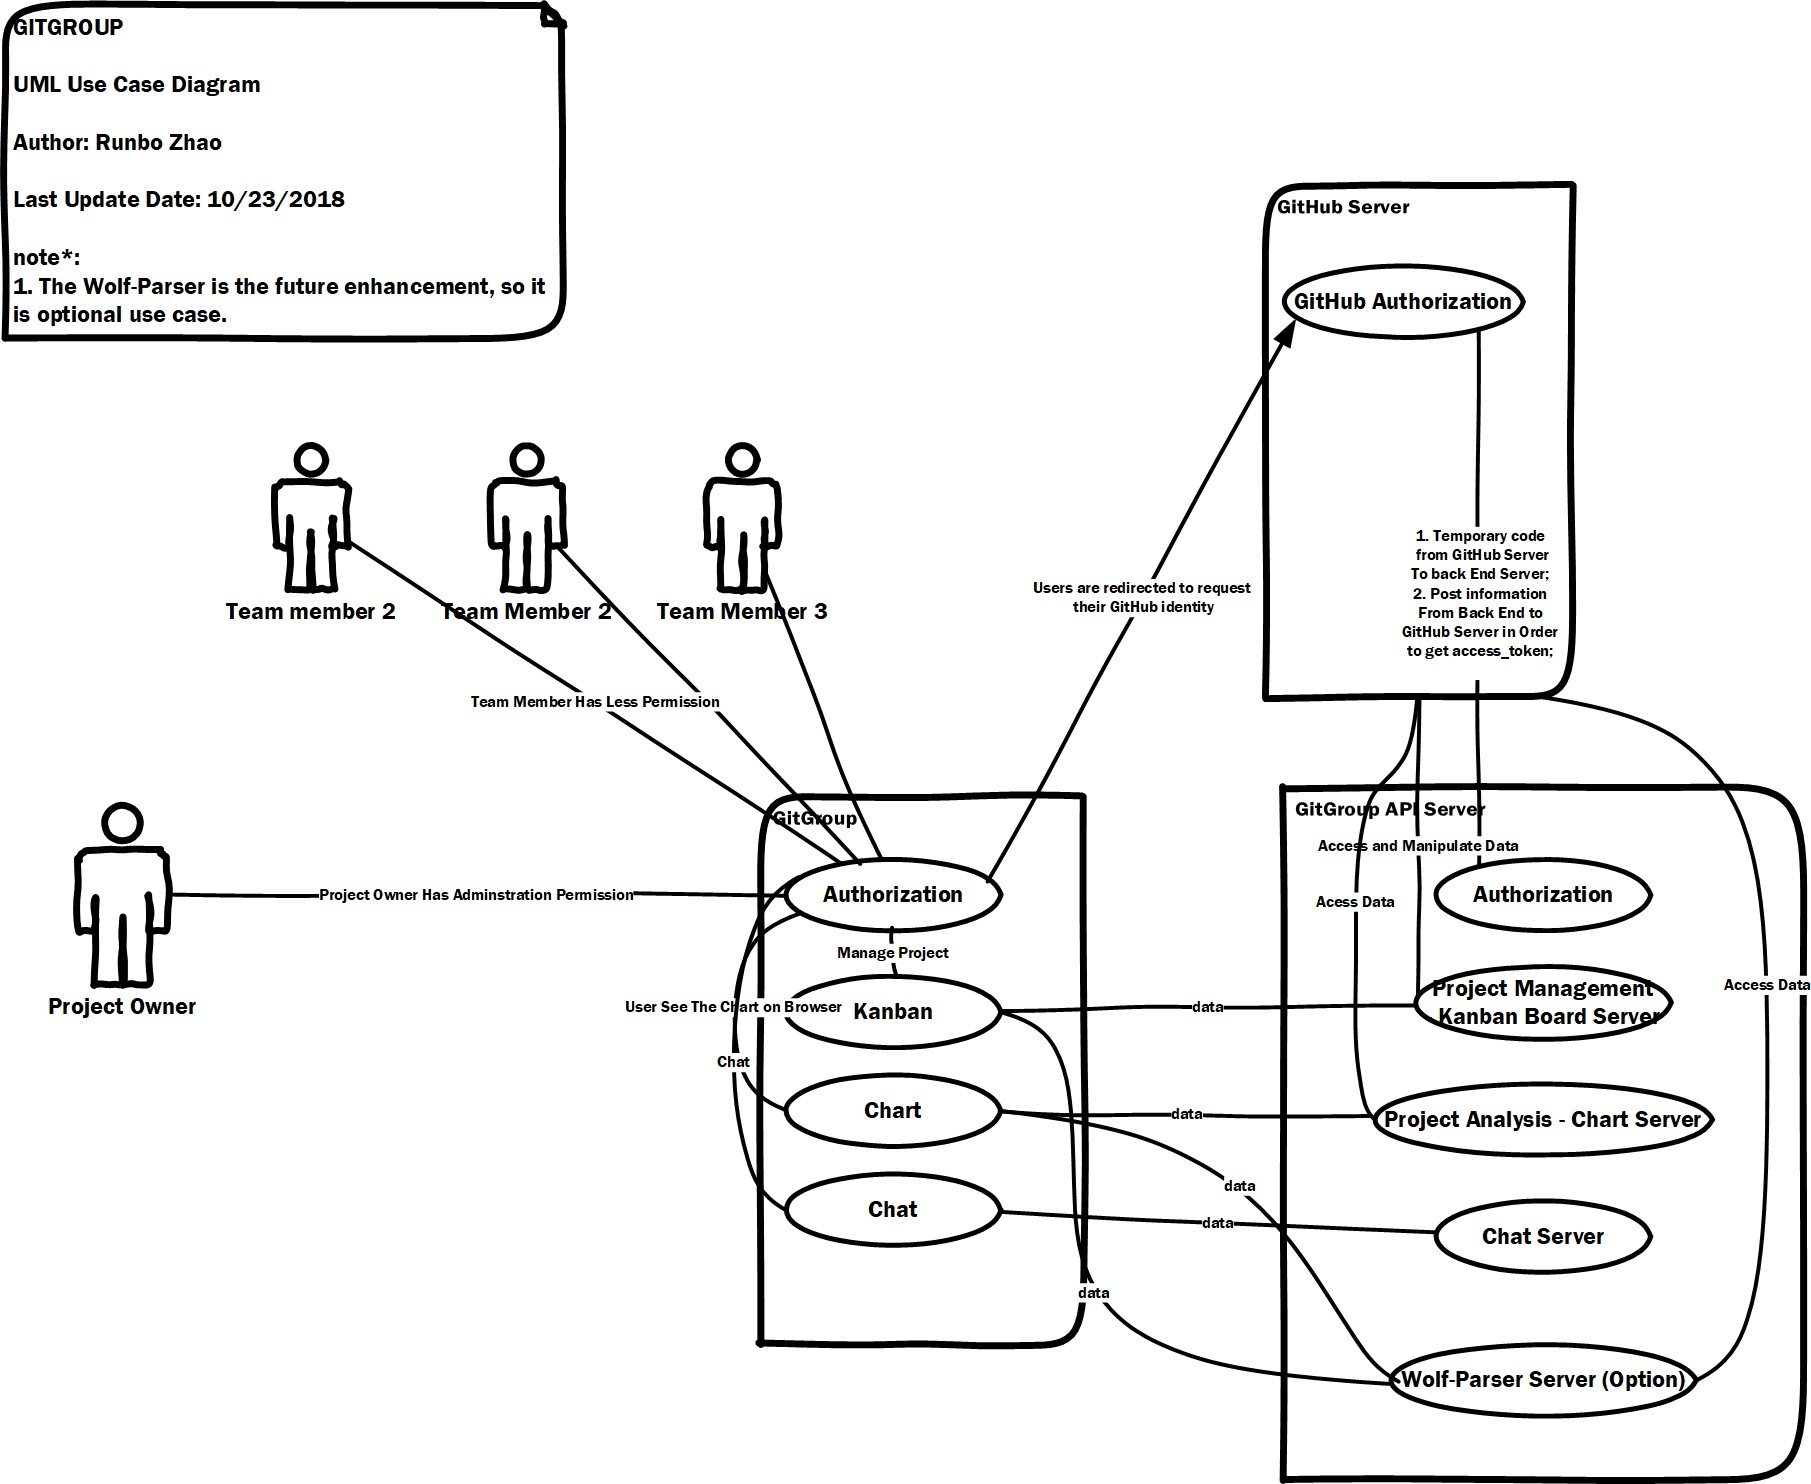 GITGROUP
UML Use Case Diagram
Author: Runbo Zhao
Last Update Date: 10/23/2018
note*:
1. The Wolf-Parser is the future enhancement, so it
is optional use case.
GitHub Server
GitHub Authorization
1. Temporary code
from GitHub Server
To back End Server;
2. Post information
From Back End to
GitHub Server in Order
to get access_token;
Users are redirected to request
their GitHub identity
Team member 2
Team Member 2
Team Member 3
Team Member Has Less Permission
Project Owner
Project Owner Has Adminstration Permission
GitGroup
Authorization
Manage Project
User See The Chart on Browser
Kanban
Chat
Chart
Chat
data
data
data
data
data
GitGroup API Server
Access and Manipulate Data
Acess Data
Authorization
Access Data
Project Management
Kanban Board Server
Project Analysis - Chart Server
Chat Server
Wolf-Parser Server (Option)